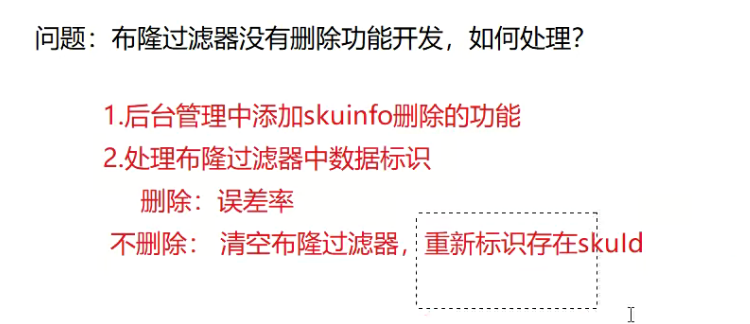 问题：布隆过滤器没有删除功能开发，如何处理？
1.后台管理中添加skuinfo删除的功能
2.处理布隆过滤器中数据标识
删除：误差率
不删除： 清空布隆过滤器，重新标识存在skuId